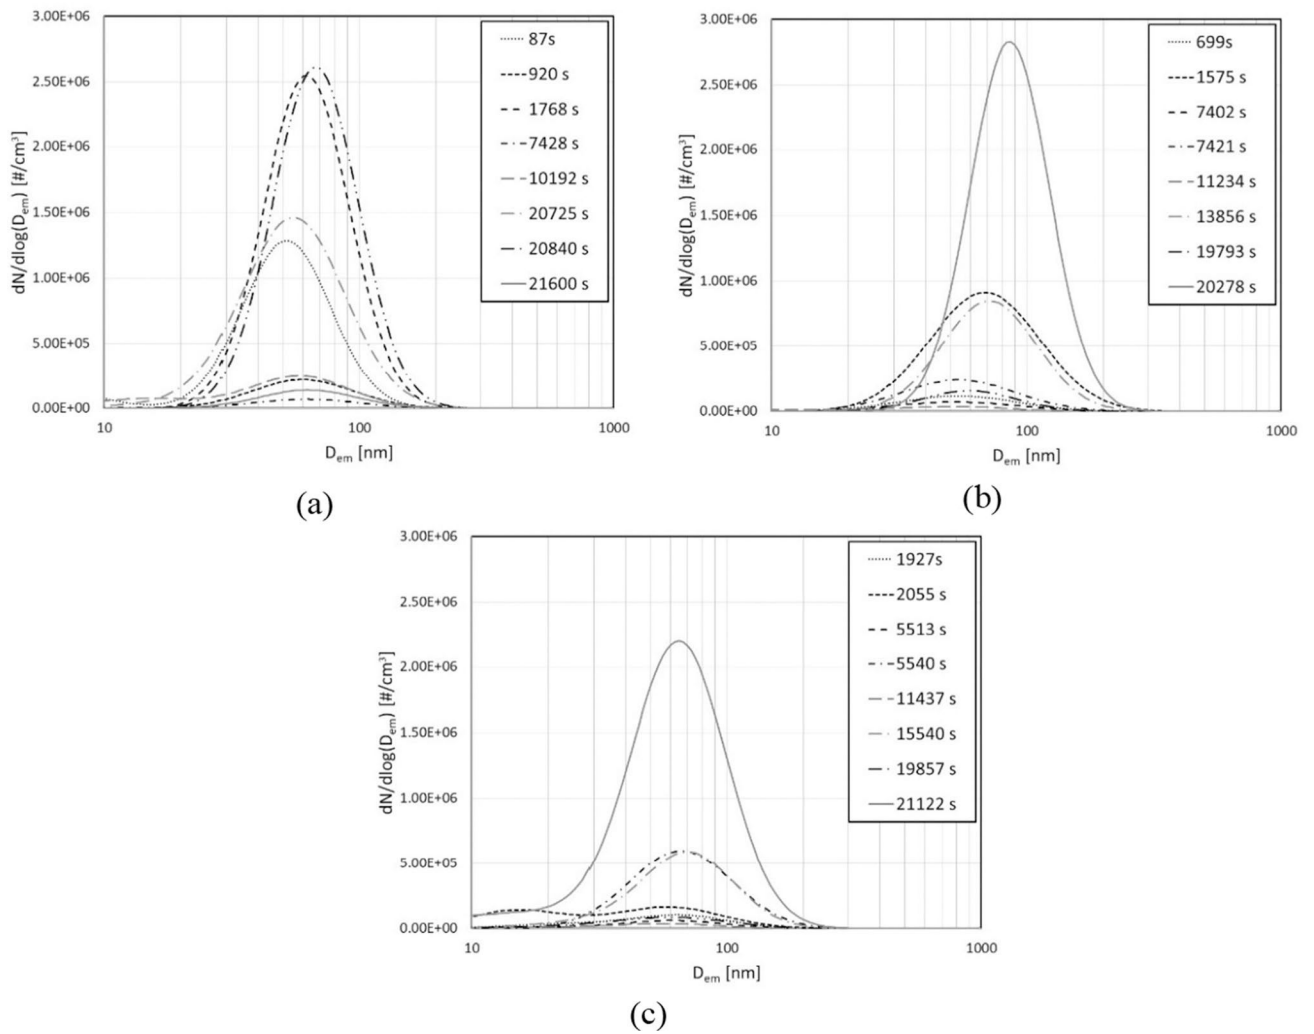 3.00E+06
2.50E+06
2.00E+06
1.50E+06
1.00E+06
5.00E+05
0.00E+00
dN/dlog(Dem) [#/cm³]
10
100
1000
Dem [nm]
87s
920 s
1768 s
7428 s
10192 s
20725 s
20840 s
21600 s
(a)
3.00E+06
2.50E+06
2.00E+06
1.50E+06
1.00E+06
5.00E+05
0.00E+00
dN/dlog(Dem) [#/cm³]
10
100
1000
Dem [nm]
699s
1575 s
7402 s
7421 s
11234 s
13856 s
19793 s
20278 s
(b)
3.00E+06
2.50E+06
2.00E+06
1.50E+06
1.00E+06
5.00E+05
0.00E+00
dN/dlog(Dem) [#/cm³]
10
100
1000
Dem [nm]
1927s
2055 s
5513 s
5540 s
11437 s
15540 s
19857 s
21122 s
(c)